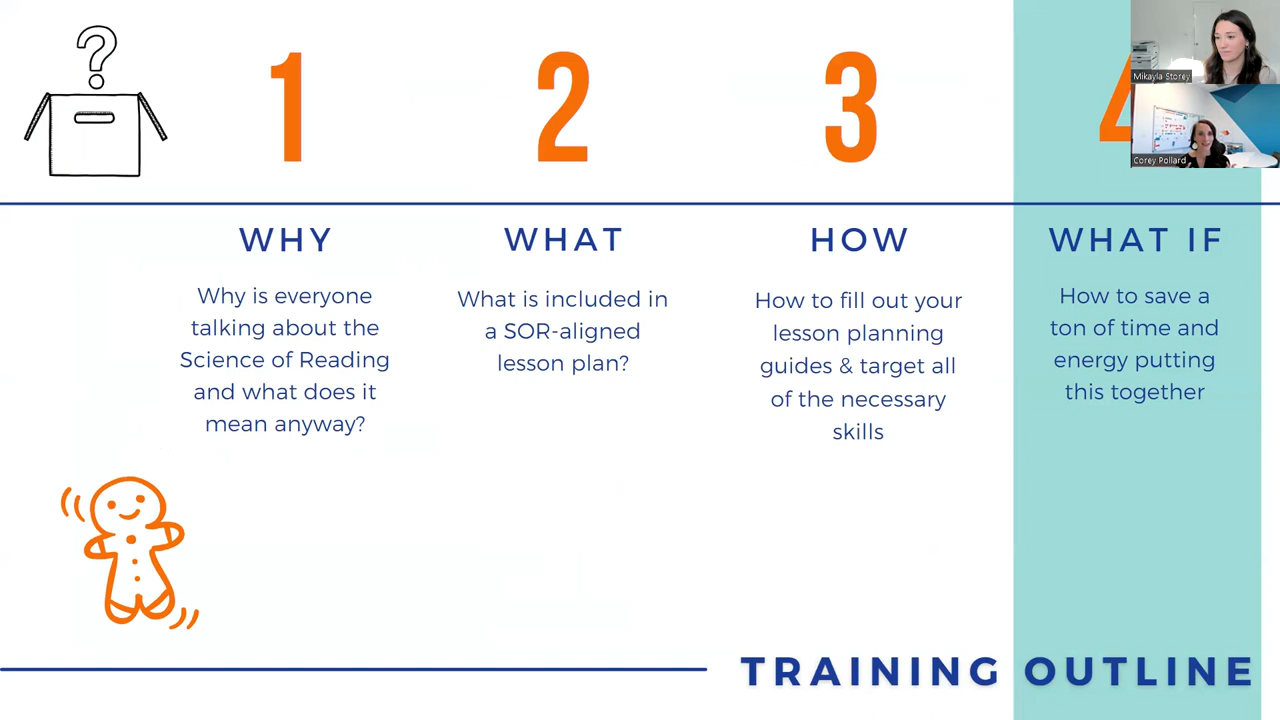 ?
1
2
3
4
Mikayla Storey
Corey Pollard
WHY
Why is everyone
talking about the
Science of Reading
and what does it
mean anyway?
WHAT
What is included in
a SOR-aligned
lesson plan?
HOW
How to fill out your
lesson planning
guides & target all
of the necessary
skills
WHAT IF
How to save a
ton of time and
energy putting
this together
TRAINING OUTLINE